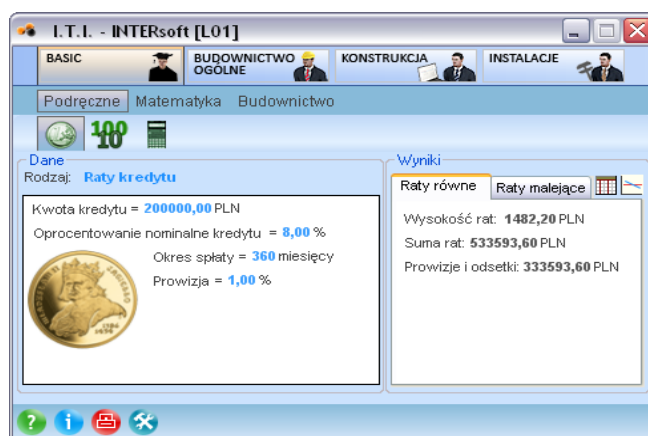 I.T.I. - INTERsoft [L01]
BASIC
BUDOWNICTWO OGÓLNE
KONSTRUKCJA
INSTALACJE
Podręczne Matematyka Budownictwo
100 10
Dane
Rodzaj: Raty kredytu
Kwota kredytu = 200000,00 PLN
Oprocentowanie nominalne kredytu = 8,00 %
Okres spłaty = 360 miesięcy
Prowizja = 1,00 %
Wyniki
Raty równe Raty malejące
Wysokość rat: 1482,20 PLN
Suma rat: 533593,60 PLN
Prowizje i odsetki: 333593,60 PLN